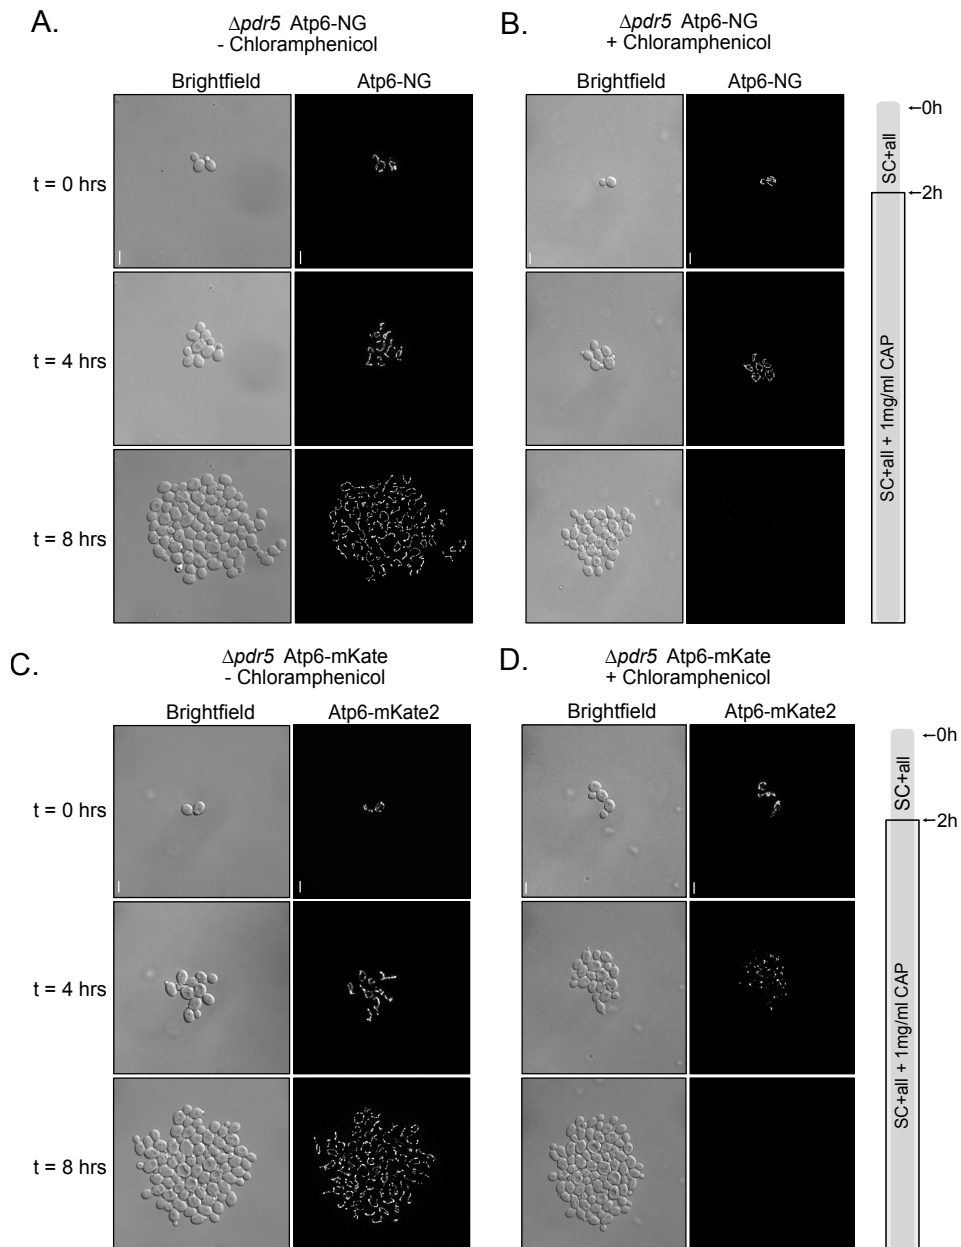 A.
Δpdr5 Atp6-NG
- Chloramphenicol
Brightfield
Atp6-NG
t = 0 hrs
t = 4 hrs
t = 8 hrs
B.
Δpdr5 Atp6-NG
+ Chloramphenicol
Brightfield
Atp6-NG
←0h
SC+all
←2h
SC+all + 1mg/ml CAP
C.
Δpdr5 Atp6-mKate
- Chloramphenicol
Brightfield
Atp6-mKate2
t = 0 hrs
t = 4 hrs
t = 8 hrs
D.
Δpdr5 Atp6-mKate
+ Chloramphenicol
Brightfield
Atp6-mKate2
←0h
SC+all
←2h
SC+all + 1mg/ml CAP